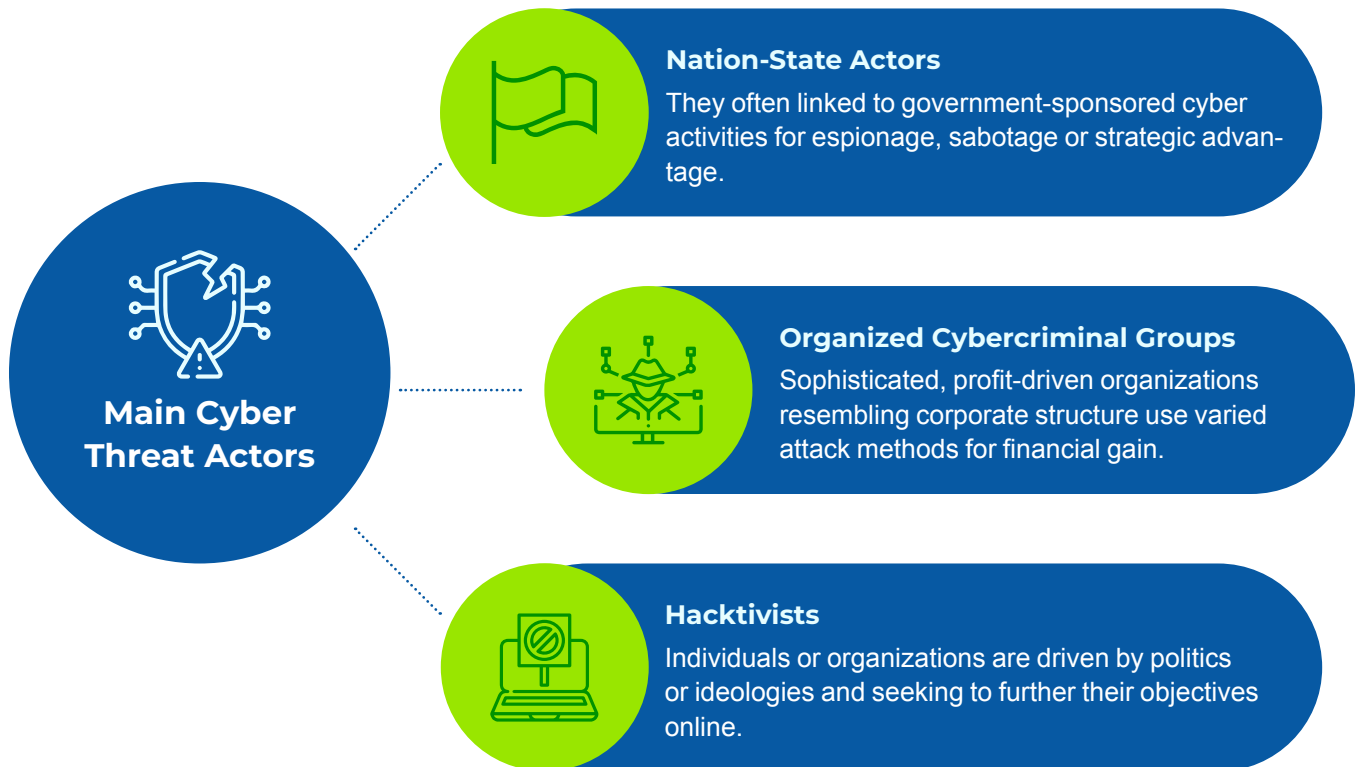 Main Cyber
Threat Actors
Nation-State Actors
They often linked to government-sponsored cyber
activities for espionage, sabotage or strategic advan-
tage.
Organized Cybercriminal Groups
Sophisticated, profit-driven organizations
resembling corporate structure use varied
attack methods for financial gain.
Hacktivists
Individuals or organizations are driven by politics
or ideologies and seeking to further their objectives
online.